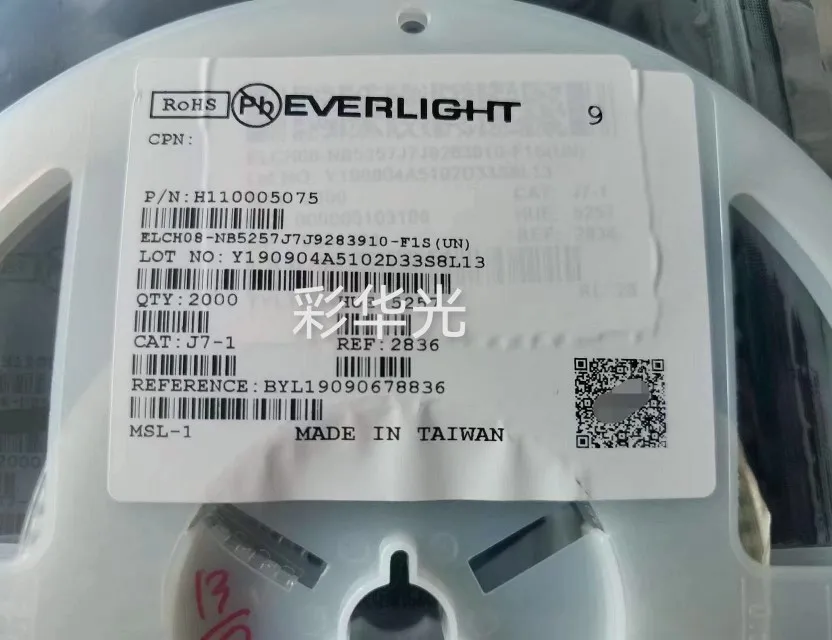 RoHS Pb EVERLIGHT 9
CPN:
P/N:H110005075
ELCH08-NB5257J7J9283910-F1S(UN)
LOT NO:Y190904A5102D33S8L13
QTY:2000
彩华光
CAT:J7-1 REF:2836
REFERENCE:BYL19090678836
MSL-1 MADE IN TAIWAN
13